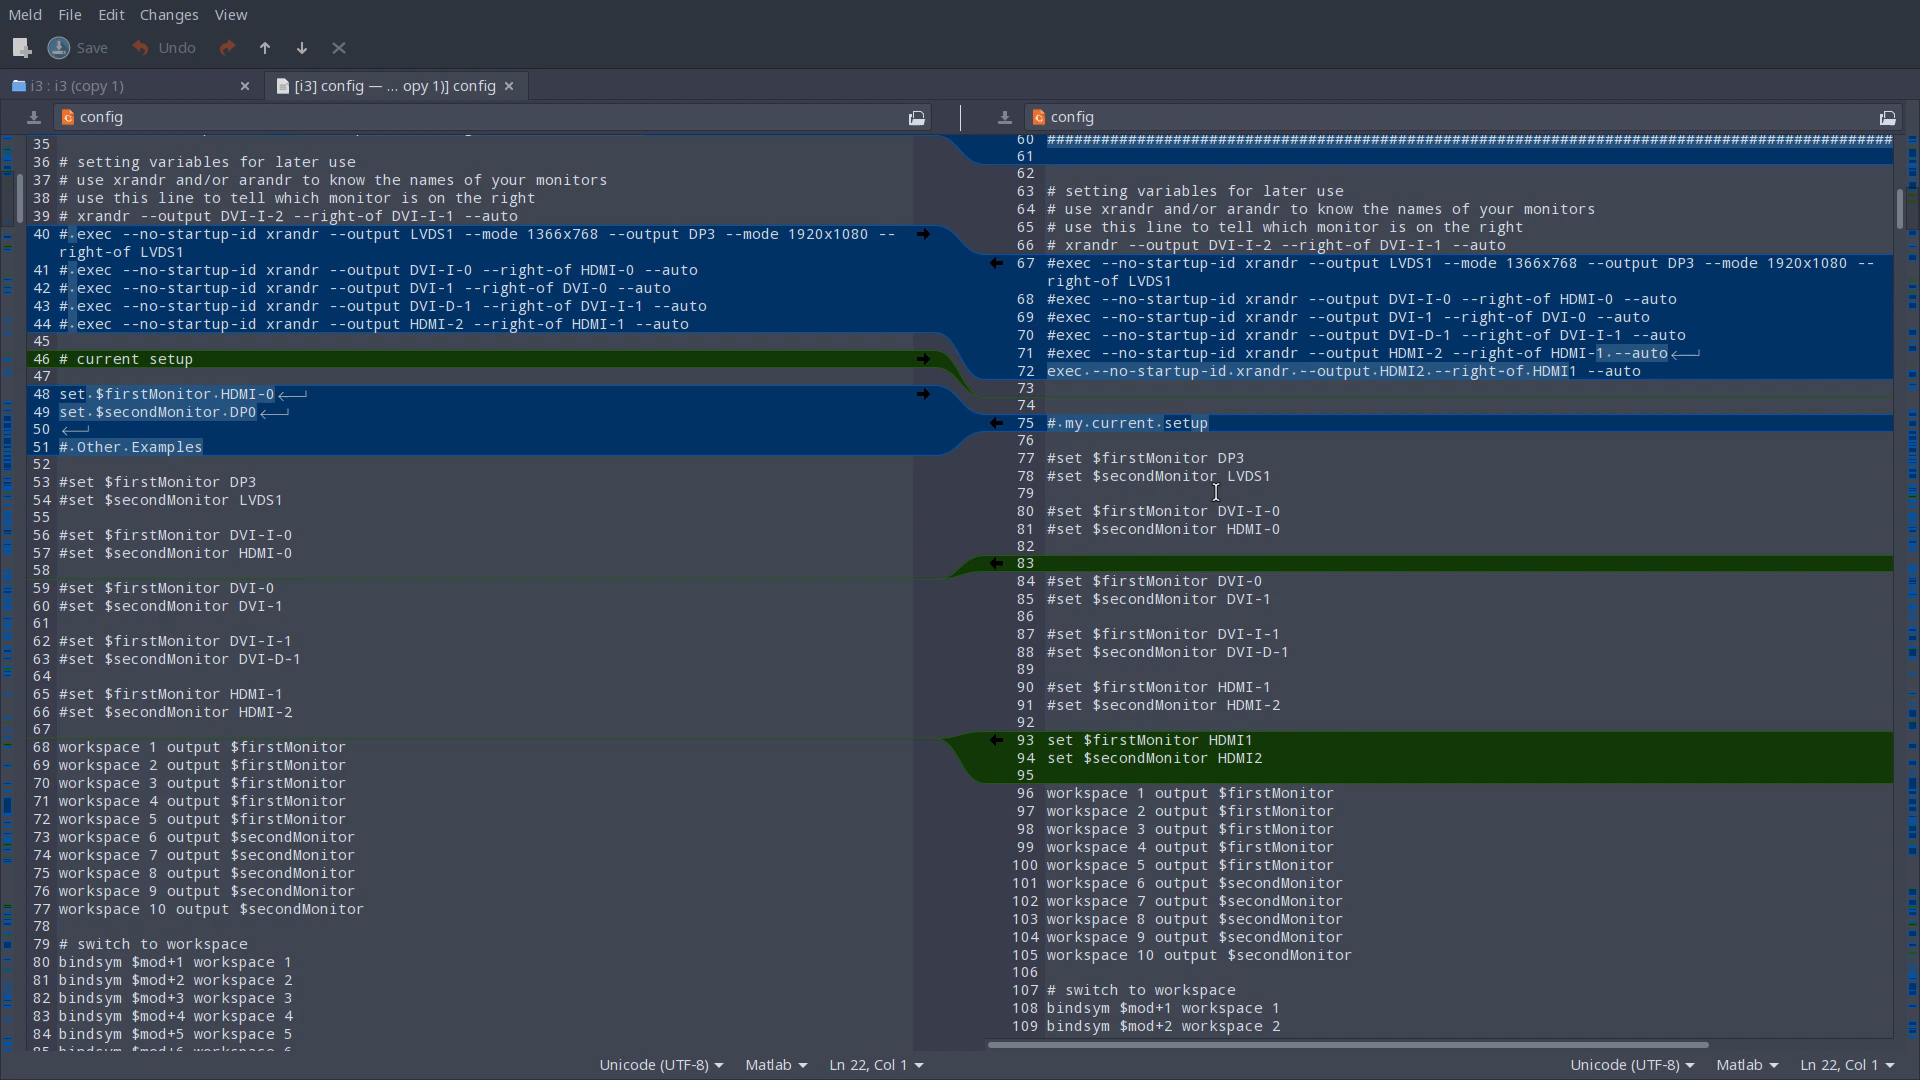 Meld File Edit Changes View
Save Undo
i3 : i3 (copy 1) [i3] config — ... opy 1)] config
config
35
36 # setting variables for later use
37 # use xrandr and/or arandr to know the names of your monitors
38 # use this line to tell which monitor is on the right
39 # xrandr --output DVI-I-2 --right-of DVI-I-1 --auto
40 #.exec --no-startup-id xrandr --output LVDS1 --mode 1366x768 --output DP3 --mode 1920x1080 --
right-of LVDS1
41 #.exec --no-startup-id xrandr --output DVI-I-0 --right-of HDMI-0 --auto
42 #.exec --no-startup-id xrandr --output DVI-1 --right-of DVI-0 --auto
43 #.exec --no-startup-id xrandr --output DVI-D-1 --right-of DVI-I-1 --auto
44 #.exec --no-startup-id xrandr --output HDMI-2 --right-of HDMI-1 --auto
45
46 # current setup
47
48 set.$firstMonitor.HDMI-0
49 set.$secondMonitor.DP0
50
51 #.Other.Examples
52
53 #set $firstMonitor DP3
54 #set $secondMonitor LVDS1
55
56 #set $firstMonitor DVI-I-0
57 #set $secondMonitor HDMI-0
58
59 #set $firstMonitor DVI-0
60 #set $secondMonitor DVI-1
61
62 #set $firstMonitor DVI-I-1
63 #set $secondMonitor DVI-D-1
64
65 #set $firstMonitor HDMI-1
66 #set $secondMonitor HDMI-2
67
68 workspace 1 output $firstMonitor
69 workspace 2 output $firstMonitor
70 workspace 3 output $firstMonitor
71 workspace 4 output $firstMonitor
72 workspace 5 output $firstMonitor
73 workspace 6 output $secondMonitor
74 workspace 7 output $secondMonitor
75 workspace 8 output $secondMonitor
76 workspace 9 output $secondMonitor
77 workspace 10 output $secondMonitor
78
79 # switch to workspace
80 bindsym $mod+1 workspace 1
81 bindsym $mod+2 workspace 2
82 bindsym $mod+3 workspace 3
83 bindsym $mod+4 workspace 4
84 bindsym $mod+5 workspace 5
Unicode (UTF-8) Matlab Ln 22, Col 1
config
60 ##############################################################################################
61
62
63 # setting variables for later use
64 # use xrandr and/or arandr to know the names of your monitors
65 # use this line to tell which monitor is on the right
66 # xrandr --output DVI-I-2 --right-of DVI-I-1 --auto
67 #exec --no-startup-id xrandr --output LVDS1 --mode 1366x768 --output DP3 --mode 1920x1080 --
right-of LVDS1
68 #exec --no-startup-id xrandr --output DVI-I-0 --right-of HDMI-0 --auto
69 #exec --no-startup-id xrandr --output DVI-1 --right-of DVI-0 --auto
70 #exec --no-startup-id xrandr --output DVI-D-1 --right-of DVI-I-1 --auto
71 #exec --no-startup-id xrandr --output HDMI-2 --right-of HDMI-1.--auto
72 exec.--no-startup-id.xrandr.--output.HDMI2.--right-of.HDMI1 --auto
73
74
75 #.my.current.setup
76
77 #set $firstMonitor DP3
78 #set $secondMonitor LVDS1
79
80 #set $firstMonitor DVI-I-0
81 #set $secondMonitor HDMI-0
82
83
84 #set $firstMonitor DVI-0
85 #set $secondMonitor DVI-1
86
87 #set $firstMonitor DVI-I-1
88 #set $secondMonitor DVI-D-1
89
90 #set $firstMonitor HDMI-1
91 #set $secondMonitor HDMI-2
92
93 set $firstMonitor HDMI1
94 set $secondMonitor HDMI2
95
96 workspace 1 output $firstMonitor
97 workspace 2 output $firstMonitor
98 workspace 3 output $firstMonitor
99 workspace 4 output $firstMonitor
100 workspace 5 output $firstMonitor
101 workspace 6 output $secondMonitor
102 workspace 7 output $secondMonitor
103 workspace 8 output $secondMonitor
104 workspace 9 output $secondMonitor
105 workspace 10 output $secondMonitor
106
107 # switch to workspace
108 bindsym $mod+1 workspace 1
109 bindsym $mod+2 workspace 2
Unicode (UTF-8) Matlab Ln 22, Col 1